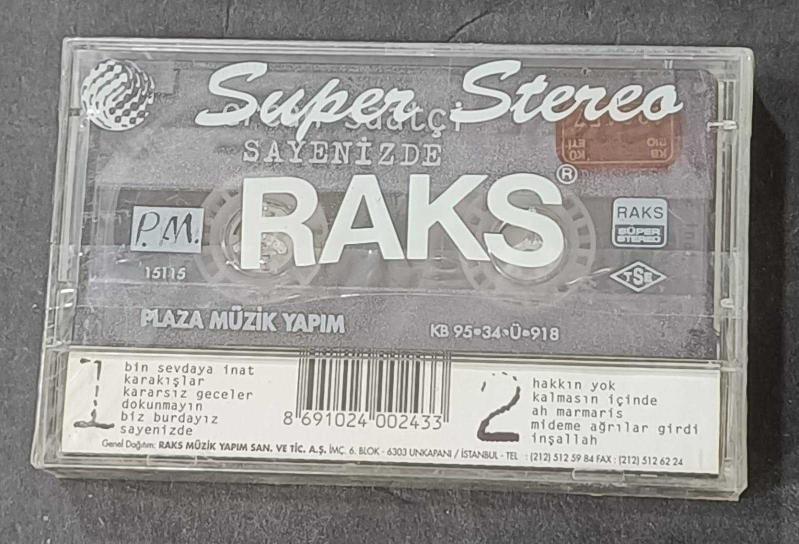 Super Stereo
Saatçi
SAYENİZDE
RAKS®
P.M.
15115
RAKS
SÜPER
STEREO
TSE
PLAZA MÜZİK YAPIM
KB 95•34•Ü•918
1
bin sevdaya inat
karakışlar
kararsız geceler
dokunmayın
biz burdayız
sayenizde
8 691024 002433
2
hakkın yok
kalmasın içinde
ah marmaris
mideme ağrılar girdi
inşallah
Genel Dağıtım: RAKS MÜZİK YAPIM SAN. VE TİC. A.Ş. İMÇ. 6. BLOK - 6303 UNKAPANI / İSTANBUL - TEL : (212) 512 59 84 FAX : (212) 512 62 24